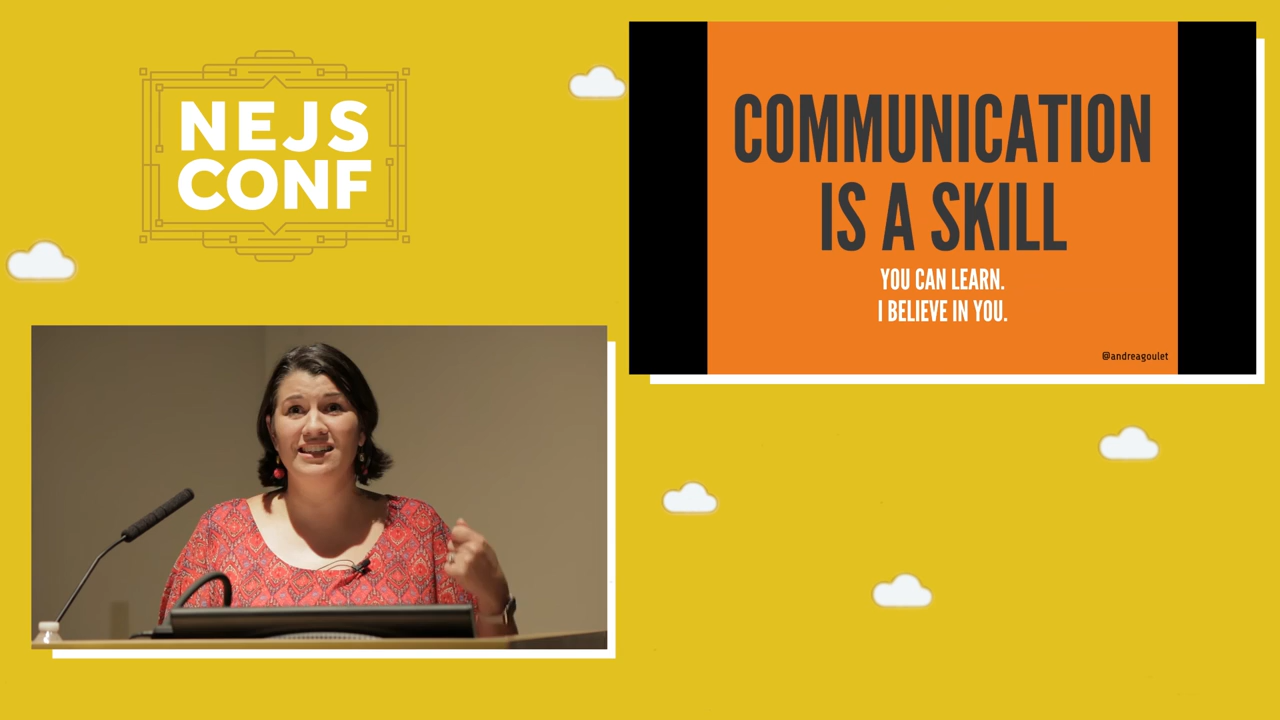 NEJS
CONF
COMMUNICATION
IS A SKILL
YOU CAN LEARN.
I BELIEVE IN YOU.
@andreagoulet